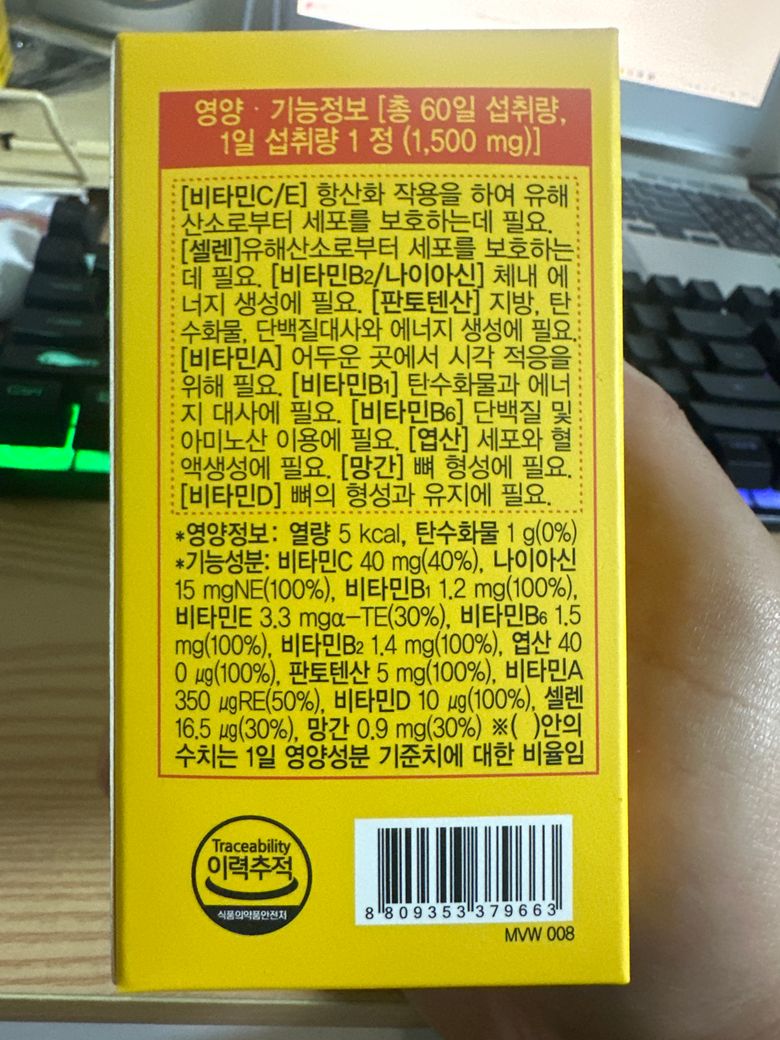 영양 · 기능정보 [총 60일 섭취량,
1일 섭취량 1 정 (1,500 mg)]
[비타민C/E] 항산화 작용을 하여 유해
산소로부터 세포를 보호하는데 필요.
[셀렌]유해산소로부터 세포를 보호하는
데 필요. [비타민B2/나이아신] 체내 에
너지 생성에 필요. [판토텐산] 지방, 탄
수화물, 단백질대사와 에너지 생성에 필요.
[비타민A] 어두운 곳에서 시각 적응을
위해 필요. [비타민B1] 탄수화물과 에너
지 대사에 필요. [비타민B6] 단백질 및
아미노산 이용에 필요. [엽산] 세포와 혈
액생성에 필요. [망간] 뼈 형성에 필요.
[비타민D] 뼈의 형성과 유지에 필요.
*영양정보: 열량 5 kcal, 탄수화물 1 g(0%)
*기능성분: 비타민C 40 mg(40%), 나이아신
15 mgNE(100%), 비타민B1 1.2 mg(100%),
비타민E 3.3 mgα-TE(30%), 비타민B6 1.5
mg(100%), 비타민B2 1.4 mg(100%), 엽산 40
0 μg(100%), 판토텐산 5 mg(100%), 비타민A
350 μgRE(50%), 비타민D 10 μg(100%), 셀렌
16.5 μg(30%), 망간 0.9 mg(30%) ※( )안의
수치는 1일 영양성분 기준치에 대한 비율임
Traceability
이력추적
식품의약품안전처
8 809353 379663
MVW 008